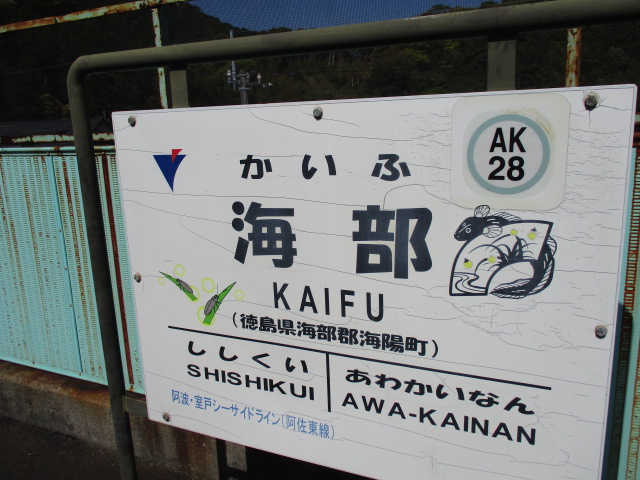 AK
28
かいふ
海部
KAIFU
(徳島県海部郡海陽町)
ししくい
SHISHIKUI
あわかいなん
AWA-KAINAN
阿波・室戸シーサイドライン(阿佐東線)